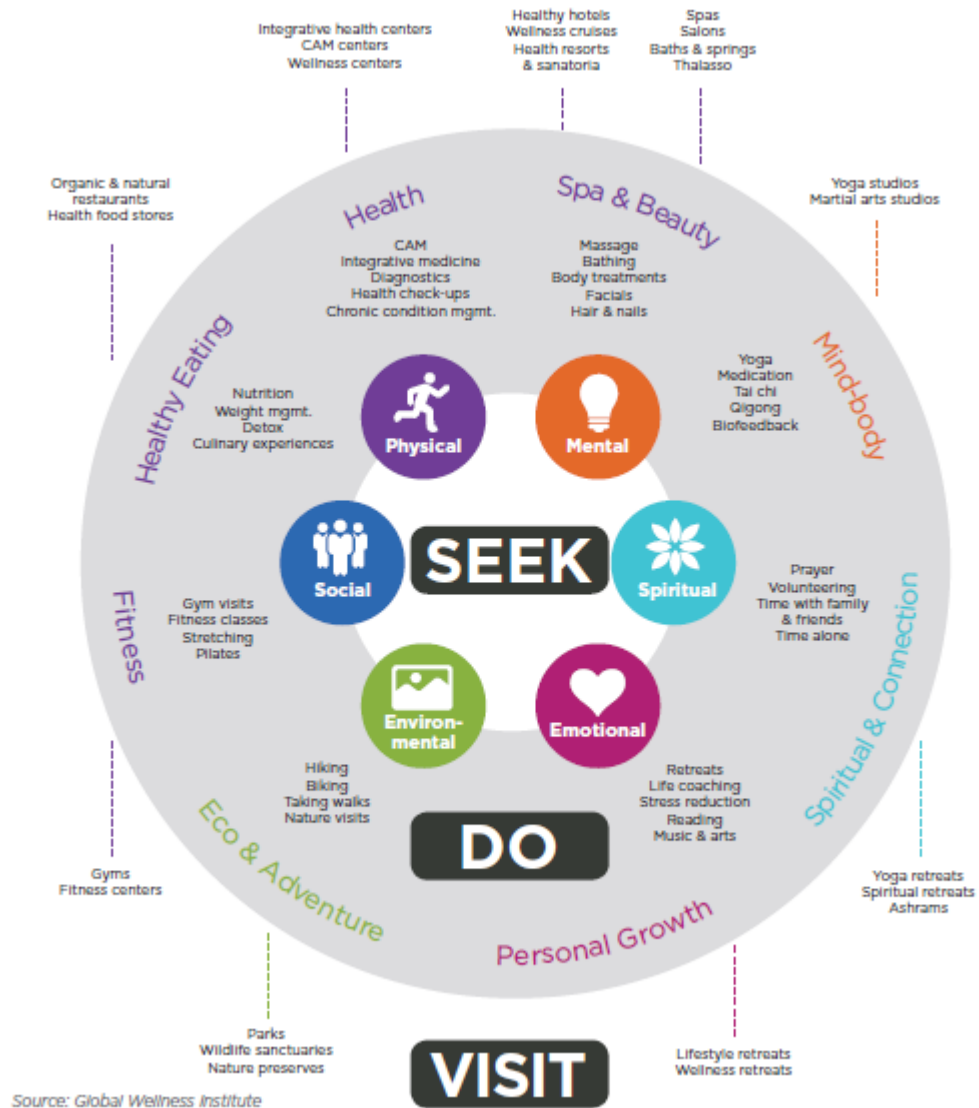 Integrative health centers
CAM centers
Wellness centers
Healthy hotels
Wellness cruises
Health resorts
& sanatoria
Spas
Salons
Baths & springs
Thalasso
Organic & natural
restaurants
Health food stores
Yoga studios
Martial arts studios
Health
Spa & Beauty
CAM
Integrative medicine
Diagnostics
Health check-ups
Chronic condition mgmt.
Massage
Bathing
Body treatments
Facials
Hair & nails
Healthy Eating
Mind-body
Nutrition
Weight mgmt.
Detox
Culinary experiences
Yoga
Medication
Tai chi
Qigong
Biofeedback
Physical
Mental
SEEK
Social
Spiritual
Fitness
Gym visits
Fitness classes
Stretching
Pilates
Prayer
Volunteering
Time with family
& friends
Time alone
Spiritual & Connection
Environ-
mental
Emotional
Hiking
Biking
Taking walks
Nature visits
Retreats
Life coaching
Stress reduction
Reading
Music & arts
DO
Eco & Adventure
Personal Growth
Gyms
Fitness centers
Yoga retreats
Spiritual retreats
Ashrams
Parks
Wildlife sanctuaries
Nature preserves
VISIT
Lifestyle retreats
Wellness retreats
Source: Global Wellness Institute